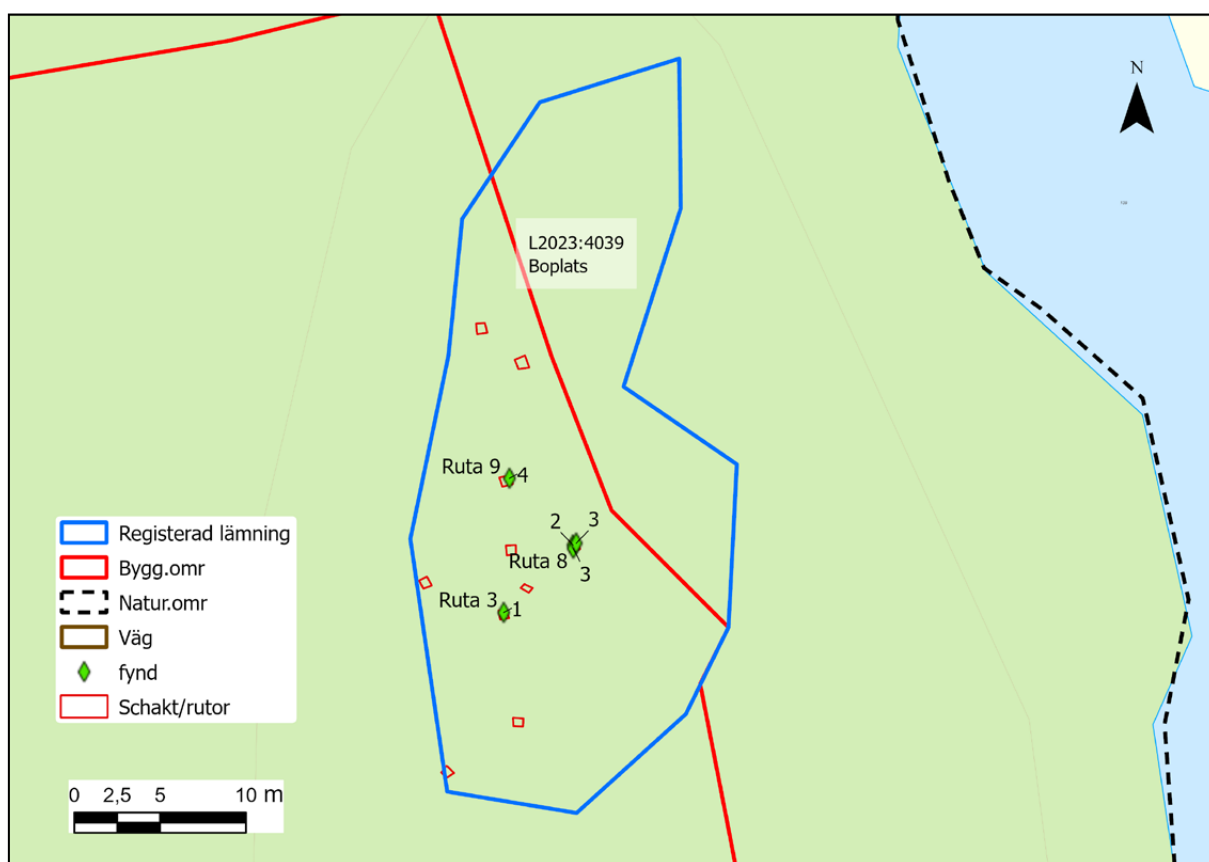 N
L2023:4039
Boplats
Ruta 9
4
2
3
Ruta 8
3
Ruta 3
1
Registerad lämning
Bygg.omr
Natur.omr
Väg
fynd
Schakt/rutor
0 2,5 5 10 m